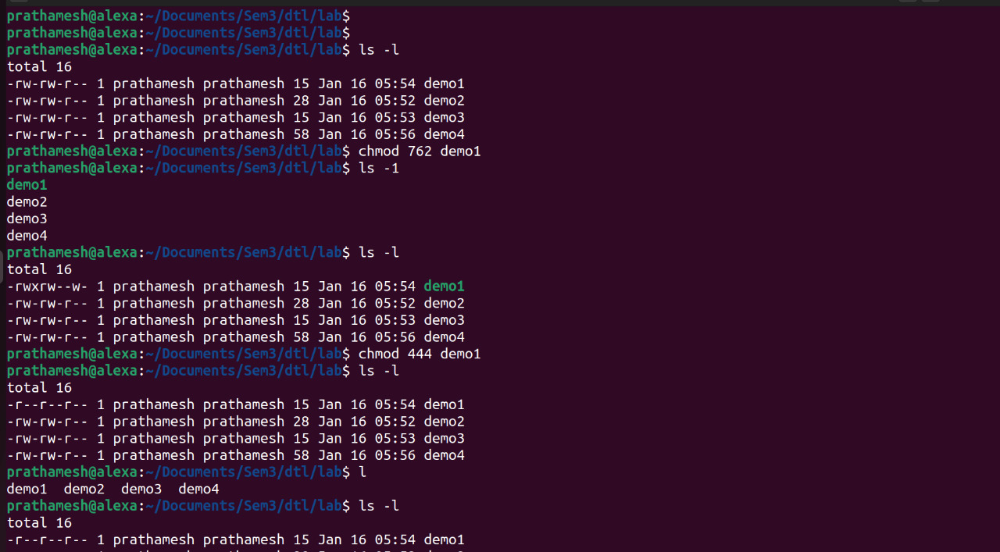 prathamesh@alexa:~/Documents/Sem3/dtl/lab$
prathamesh@alexa:~/Documents/Sem3/dtl/lab$
prathamesh@alexa:~/Documents/Sem3/dtl/lab$ ls -l
total 16
-rw-rw-r-- 1 prathamesh prathamesh 15 Jan 16 05:54 demo1
-rw-rw-r-- 1 prathamesh prathamesh 28 Jan 16 05:52 demo2
-rw-rw-r-- 1 prathamesh prathamesh 15 Jan 16 05:53 demo3
-rw-rw-r-- 1 prathamesh prathamesh 58 Jan 16 05:56 demo4
prathamesh@alexa:~/Documents/Sem3/dtl/lab$ chmod 762 demo1
prathamesh@alexa:~/Documents/Sem3/dtl/lab$ ls -1
demo1
demo2
demo3
demo4
prathamesh@alexa:~/Documents/Sem3/dtl/lab$ ls -l
total 16
-rwxrw--w- 1 prathamesh prathamesh 15 Jan 16 05:54 demo1
-rw-rw-r-- 1 prathamesh prathamesh 28 Jan 16 05:52 demo2
-rw-rw-r-- 1 prathamesh prathamesh 15 Jan 16 05:53 demo3
-rw-rw-r-- 1 prathamesh prathamesh 58 Jan 16 05:56 demo4
prathamesh@alexa:~/Documents/Sem3/dtl/lab$ chmod 444 demo1
prathamesh@alexa:~/Documents/Sem3/dtl/lab$ ls -l
total 16
-r--r--r-- 1 prathamesh prathamesh 15 Jan 16 05:54 demo1
-rw-rw-r-- 1 prathamesh prathamesh 28 Jan 16 05:52 demo2
-rw-rw-r-- 1 prathamesh prathamesh 15 Jan 16 05:53 demo3
-rw-rw-r-- 1 prathamesh prathamesh 58 Jan 16 05:56 demo4
prathamesh@alexa:~/Documents/Sem3/dtl/lab$ l
demo1  demo2  demo3  demo4
prathamesh@alexa:~/Documents/Sem3/dtl/lab$ ls -l
total 16
-r--r--r-- 1 prathamesh prathamesh 15 Jan 16 05:54 demo1